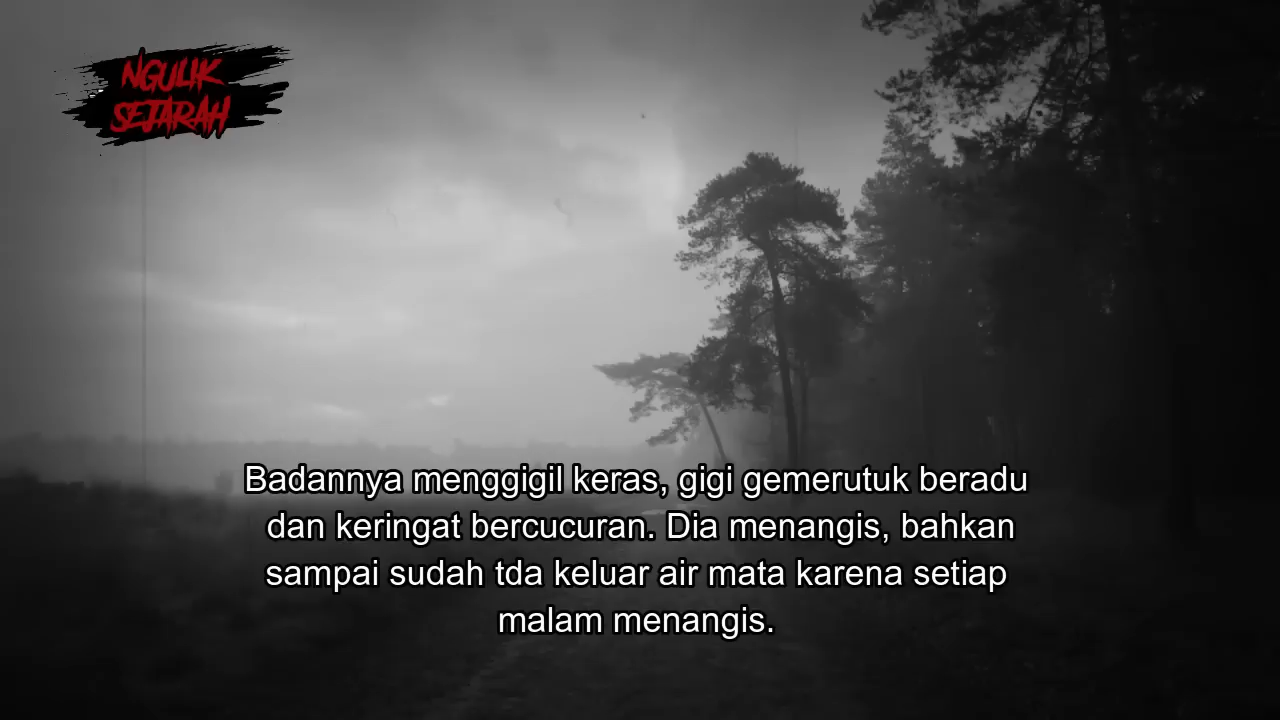 NGULIK
SEJARAH
Badannya menggigil keras, gigi gemerutuk beradu
dan keringat bercucuran. Dia menangis, bahkan
sampai sudah tda keluar air mata karena setiap
malam menangis.